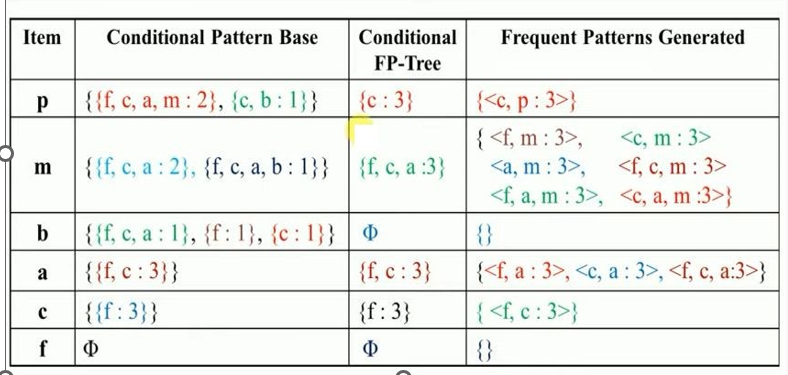 Item Conditional Pattern Base Conditional FP-Tree Frequent Patterns Generated
p {{f, c, a, m : 2}, {c, b : 1}} {c : 3} {<c, p : 3>}
m {{f, c, a : 2}, {f, c, a, b : 1}} {f, c, a :3} { <f, m : 3>, <c, m : 3>
<a, m : 3>, <f, c, m : 3>
<f, a, m : 3>, <c, a, m :3>}
b {{f, c, a : 1}, {f : 1}, {c : 1}} Φ {}
a {{f, c : 3}} {f, c : 3} {<f, a : 3>, <c, a : 3>, <f, c, a:3>}
c {{f : 3}} {f : 3} { <f, c : 3>}
f Φ Φ {}